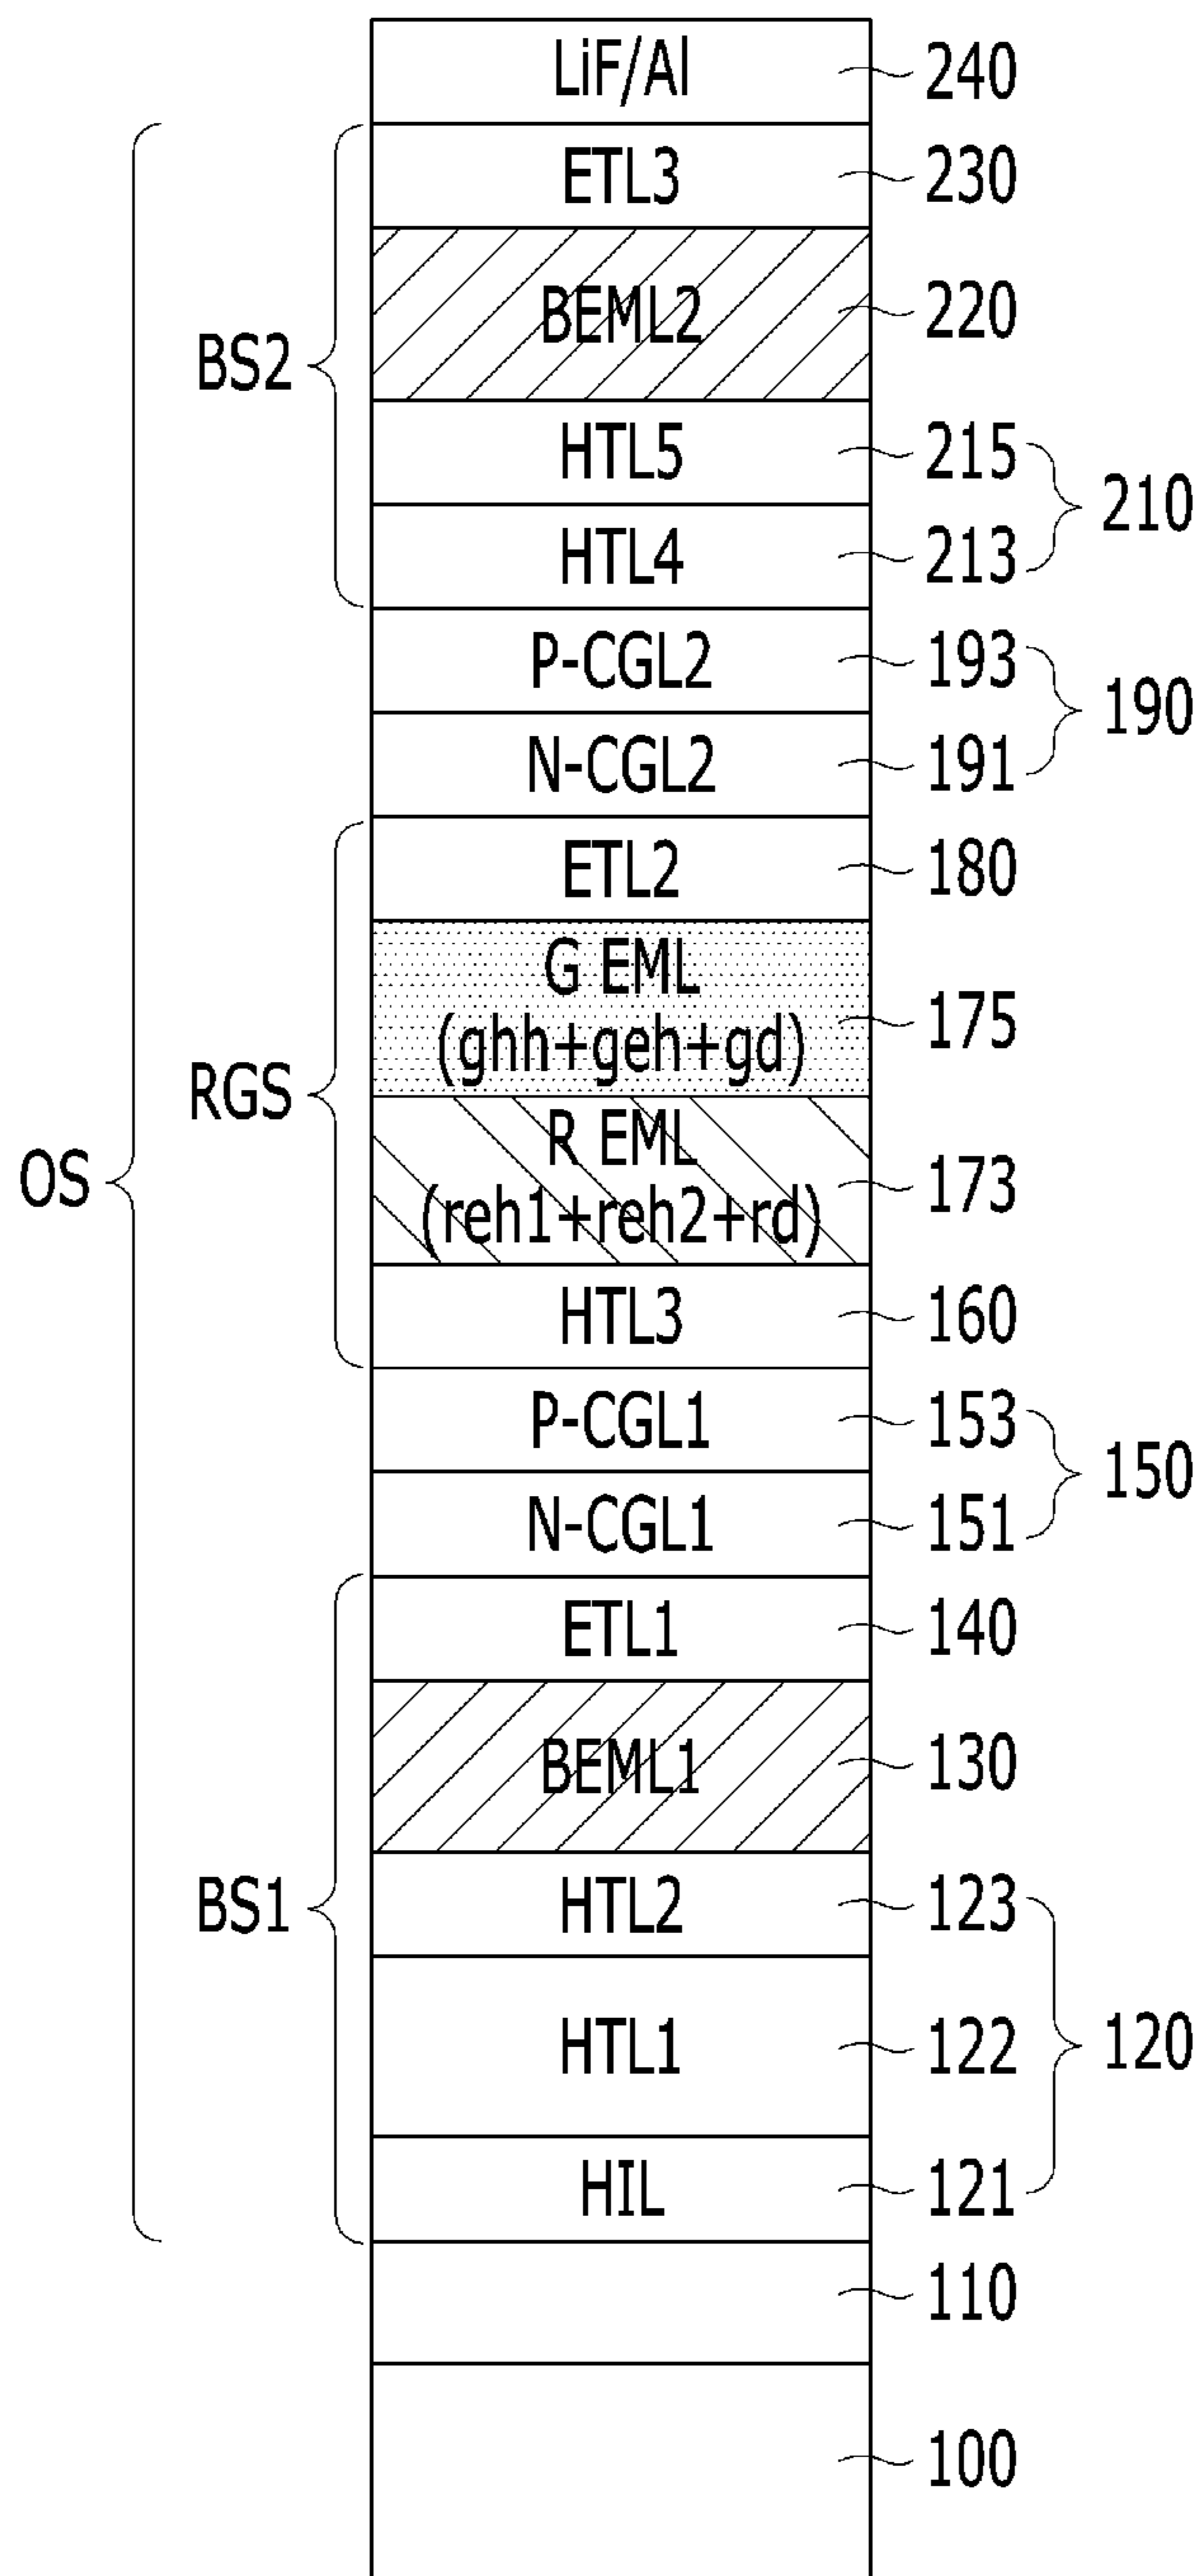 LiF/Al 240
ETL3 230
BEML2 220
BS2
HTL5 215
210
HTL4 213
P-CGL2 193
190
N-CGL2 191
ETL2 180
G EML
(ghh+geh+gd) 175
RGS
R EML
(reh1+reh2+rd) 173
OS
HTL3 160
P-CGL1 153
150
N-CGL1 151
ETL1 140
BEML1 130
BS1
HTL2 123
HTL1 122
120
HIL 121
110
100